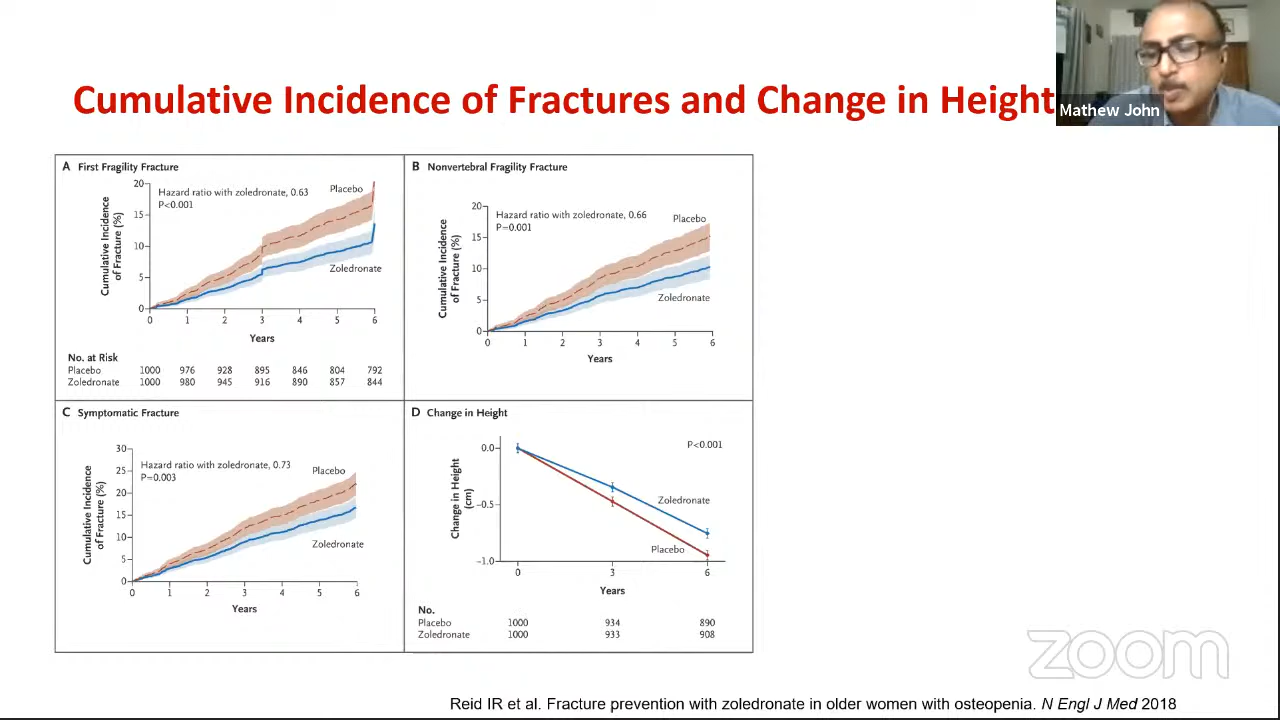 Cumulative Incidence of Fractures and Change in Height
Mathew John
A First Fragility Fracture
Cumulative Incidence
of Fracture (%)
20
15
10
5
0
Hazard ratio with zoledronate, 0.63
P<0.001
Placebo
Zoledronate
0 1 2 3 4 5 6
Years
No. at Risk
Placebo 1000 976 928 895 846 804 792
Zoledronate 1000 980 945 916 890 857 844
B Nonvertebral Fragility Fracture
Cumulative Incidence
of Fracture (%)
20
15
10
5
0
Hazard ratio with zoledronate, 0.66
P=0.001
Placebo
Zoledronate
0 1 2 3 4 5 6
Years
C Symptomatic Fracture
Cumulative Incidence
of Fracture (%)
30
25
20
15
10
5
0
Hazard ratio with zoledronate, 0.73
P=0.003
Placebo
Zoledronate
0 1 2 3 4 5 6
Years
D Change in Height
Change in Height
(cm)
0.0
-0.5
-1.0
P<0.001
Zoledronate
Placebo
0 3 6
Years
No.
Placebo 1000 934 890
Zoledronate 1000 933 908
zoom
Reid IR et al. Fracture prevention with zoledronate in older women with osteopenia. N Engl J Med 2018